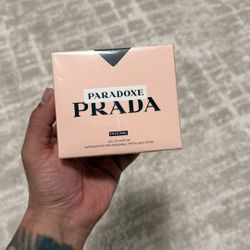 PARADOXE
PRADA
INTENSE
EAU DE PARFUM